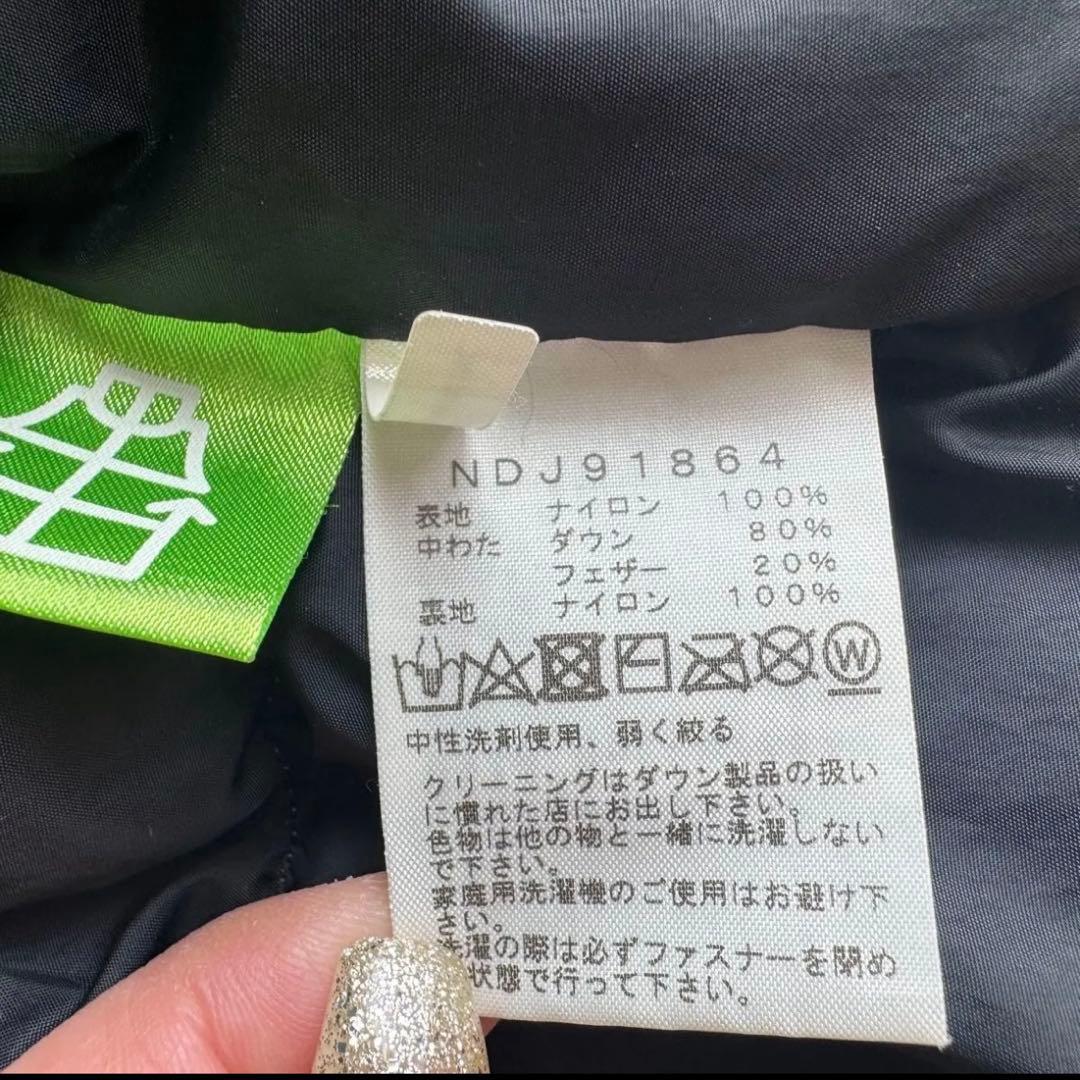 NDJ91864
表地 ナイロン 100%
中わた ダウン 80%
フェザー 20%
裏地 ナイロン 100%
W
中性洗剤使用、弱く絞る
クリーニングはダウン製品の扱い
に慣れた店にお出し下さい。
色物は他の物と一緒に洗濯しない
で下さい。
家庭用洗濯機のご使用はお避け下
さい。
洗濯の際は必ずファスナーを閉め
状態で行って下さい。